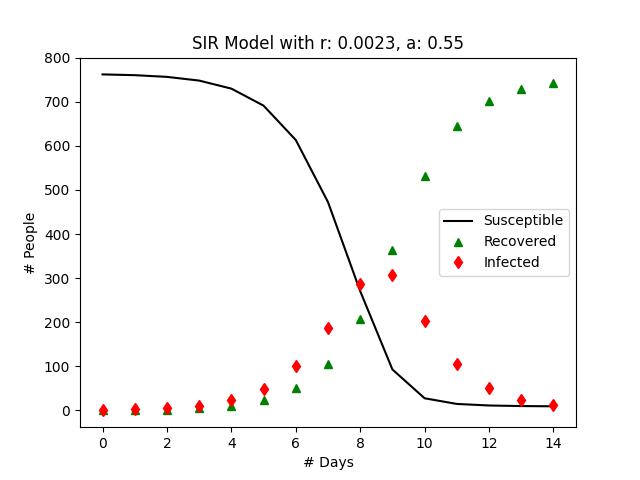 SIR Model with r: 0.0023, a: 0.55
800
700
600
500
400
300
200
100
0
# People
Susceptible
Recovered
Infected
0 2 4 6 8 10 12 14
# Days